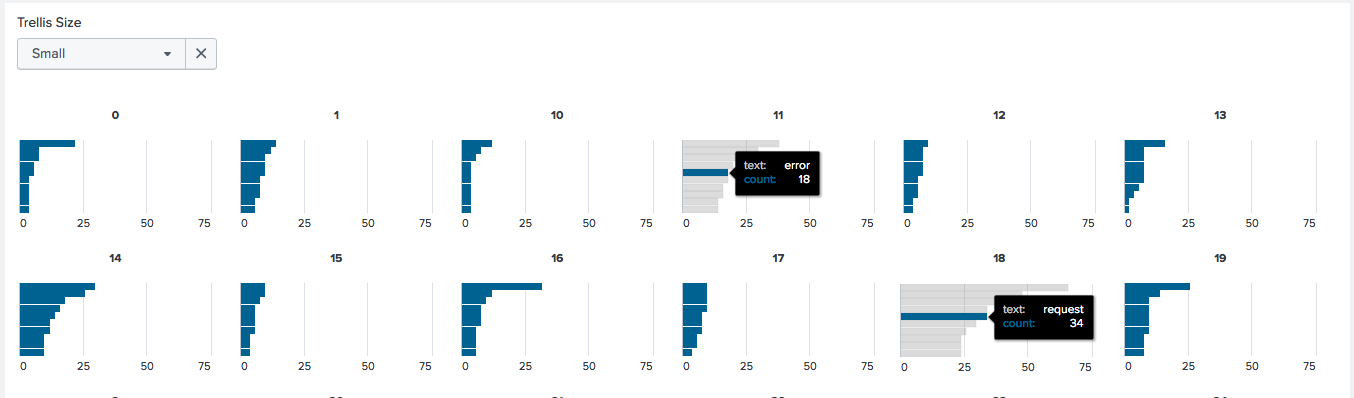 Trellis Size
Small
0 1 10 11 12 13
text: error
count: 18
0 25 50 75 0 25 50 75 0 25 50 75 0 25 50 75 0 25 50 75 0 25 50 75
14 15 16 17 18 19
text: request
count: 34
0 25 50 75 0 25 50 75 0 25 50 75 0 25 50 75 0 25 50 75 0 25 50 75